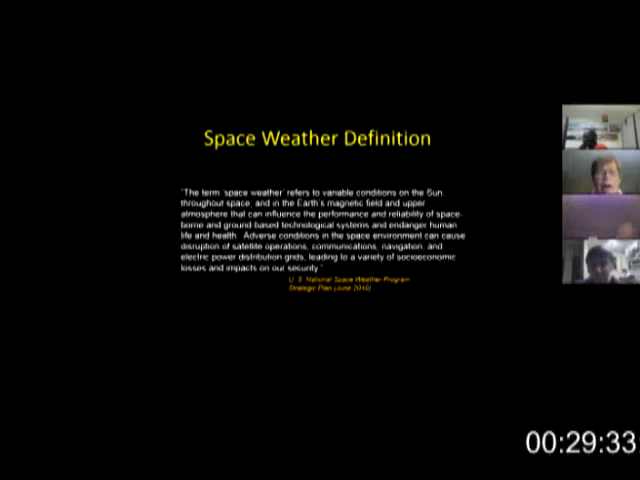 Space Weather Definition
"The term 'space weather' refers to variable conditions on the Sun,
throughout space, and in the Earth's magnetic field and upper
atmosphere that can influence the performance and reliability of space-
borne and ground based technological systems and endanger human
life and health. Adverse conditions in the space environment can cause
disruption of satellite operations, communications, navigation, and
electric power distribution grids, leading to a variety of socioeconomic
losses and impacts on our security."
U. S. National Space Weather Program
Strategic Plan (June 2010)
00:29:33